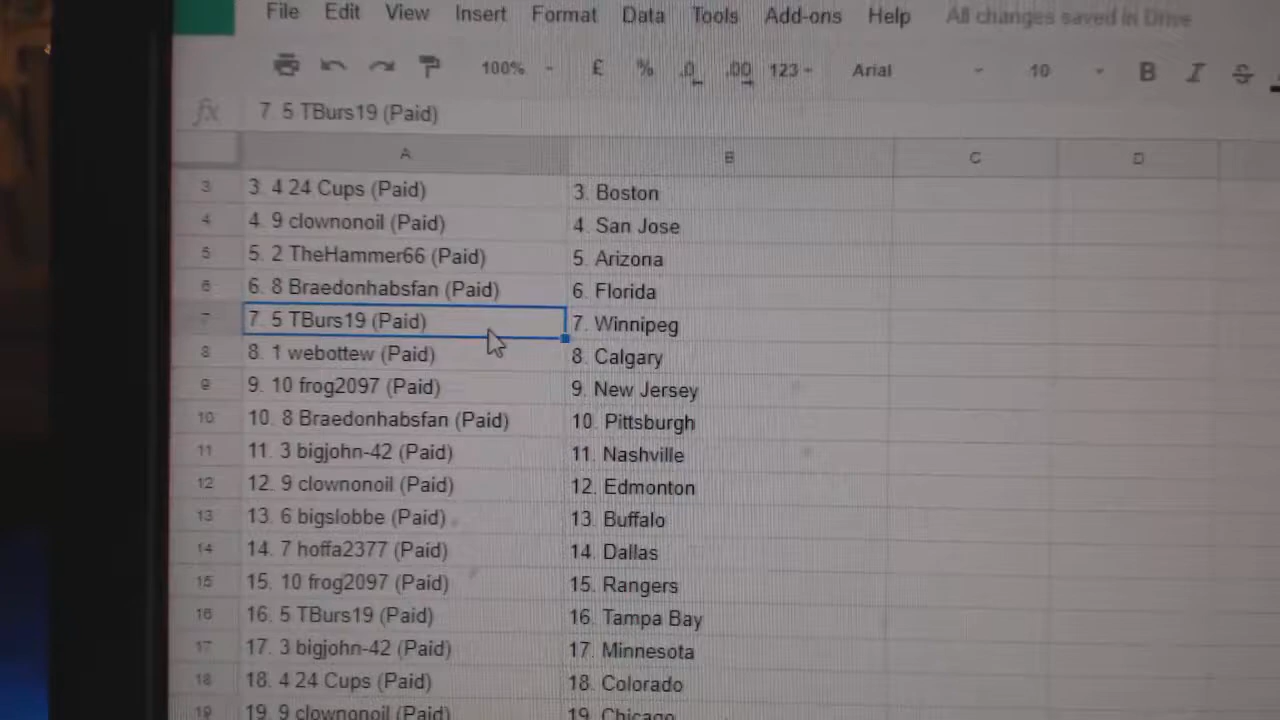 File Edit View Insert Format Data Tools Add-ons Help All changes saved in Drive
100% £ % .0 .00 123 Arial 10 B I S
fx 7. 5 TBurs19 (Paid)
A B C D
3 3. 4 24 Cups (Paid) 3. Boston
4 4. 9 clownonoil (Paid) 4. San Jose
5 5. 2 TheHammer66 (Paid) 5. Arizona
6 6. 8 Braedonhabsfan (Paid) 6. Florida
7 7. 5 TBurs19 (Paid) 7. Winnipeg
8 8. 1 webottew (Paid) 8. Calgary
9 9. 10 frog2097 (Paid) 9. New Jersey
10 10. 8 Braedonhabsfan (Paid) 10. Pittsburgh
11 11. 3 bigjohn-42 (Paid) 11. Nashville
12 12. 9 clownonoil (Paid) 12. Edmonton
13 13. 6 bigslobbe (Paid) 13. Buffalo
14 14. 7 hoffa2377 (Paid) 14. Dallas
15 15. 10 frog2097 (Paid) 15. Rangers
16 16. 5 TBurs19 (Paid) 16. Tampa Bay
17 17. 3 bigjohn-42 (Paid) 17. Minnesota
18 18. 4 24 Cups (Paid) 18. Colorado
19 19. 9 clownonoil (Paid) 19. Chicago